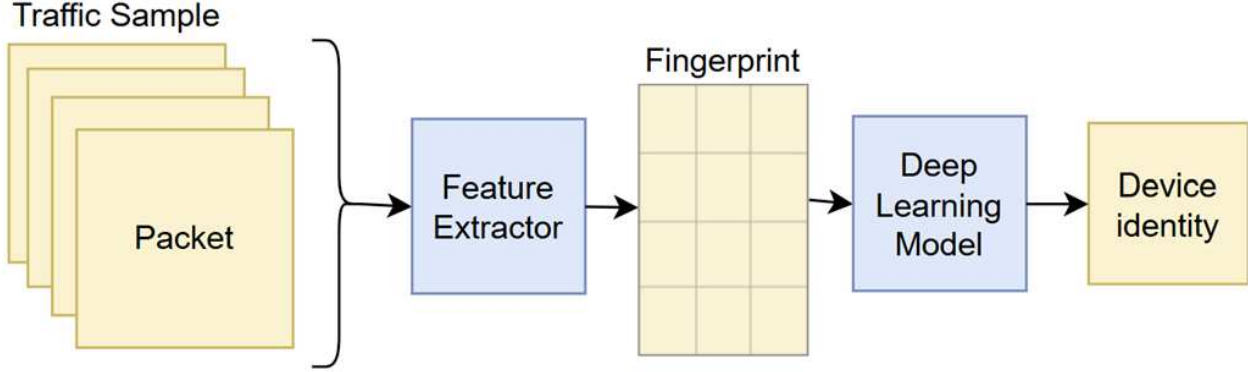 Traffic Sample
Packet
Feature
Extractor
Fingerprint
Deep
Learning
Model
Device
identity